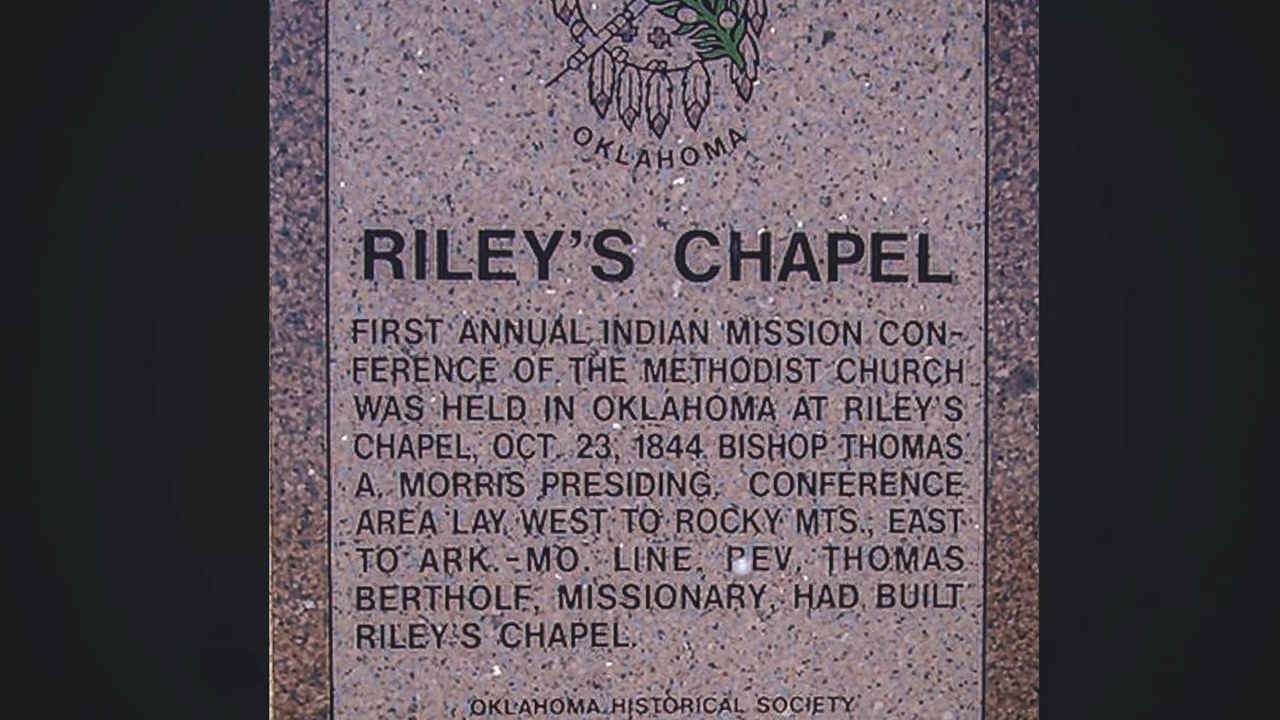 OKLAHOMA
RILEY'S CHAPEL
FIRST ANNUAL INDIAN MISSION CON-
FERENCE OF THE METHODIST CHURCH
WAS HELD IN OKLAHOMA AT RILEY'S
CHAPEL, OCT. 23, 1844 BISHOP THOMAS
A. MORRIS PRESIDING. CONFERENCE
AREA LAY WEST TO ROCKY MTS., EAST
TO ARK.-MO. LINE. REV. THOMAS
BERTHOLF, MISSIONARY, HAD BUILT
RILEY'S CHAPEL.
OKLAHOMA HISTORICAL SOCIETY